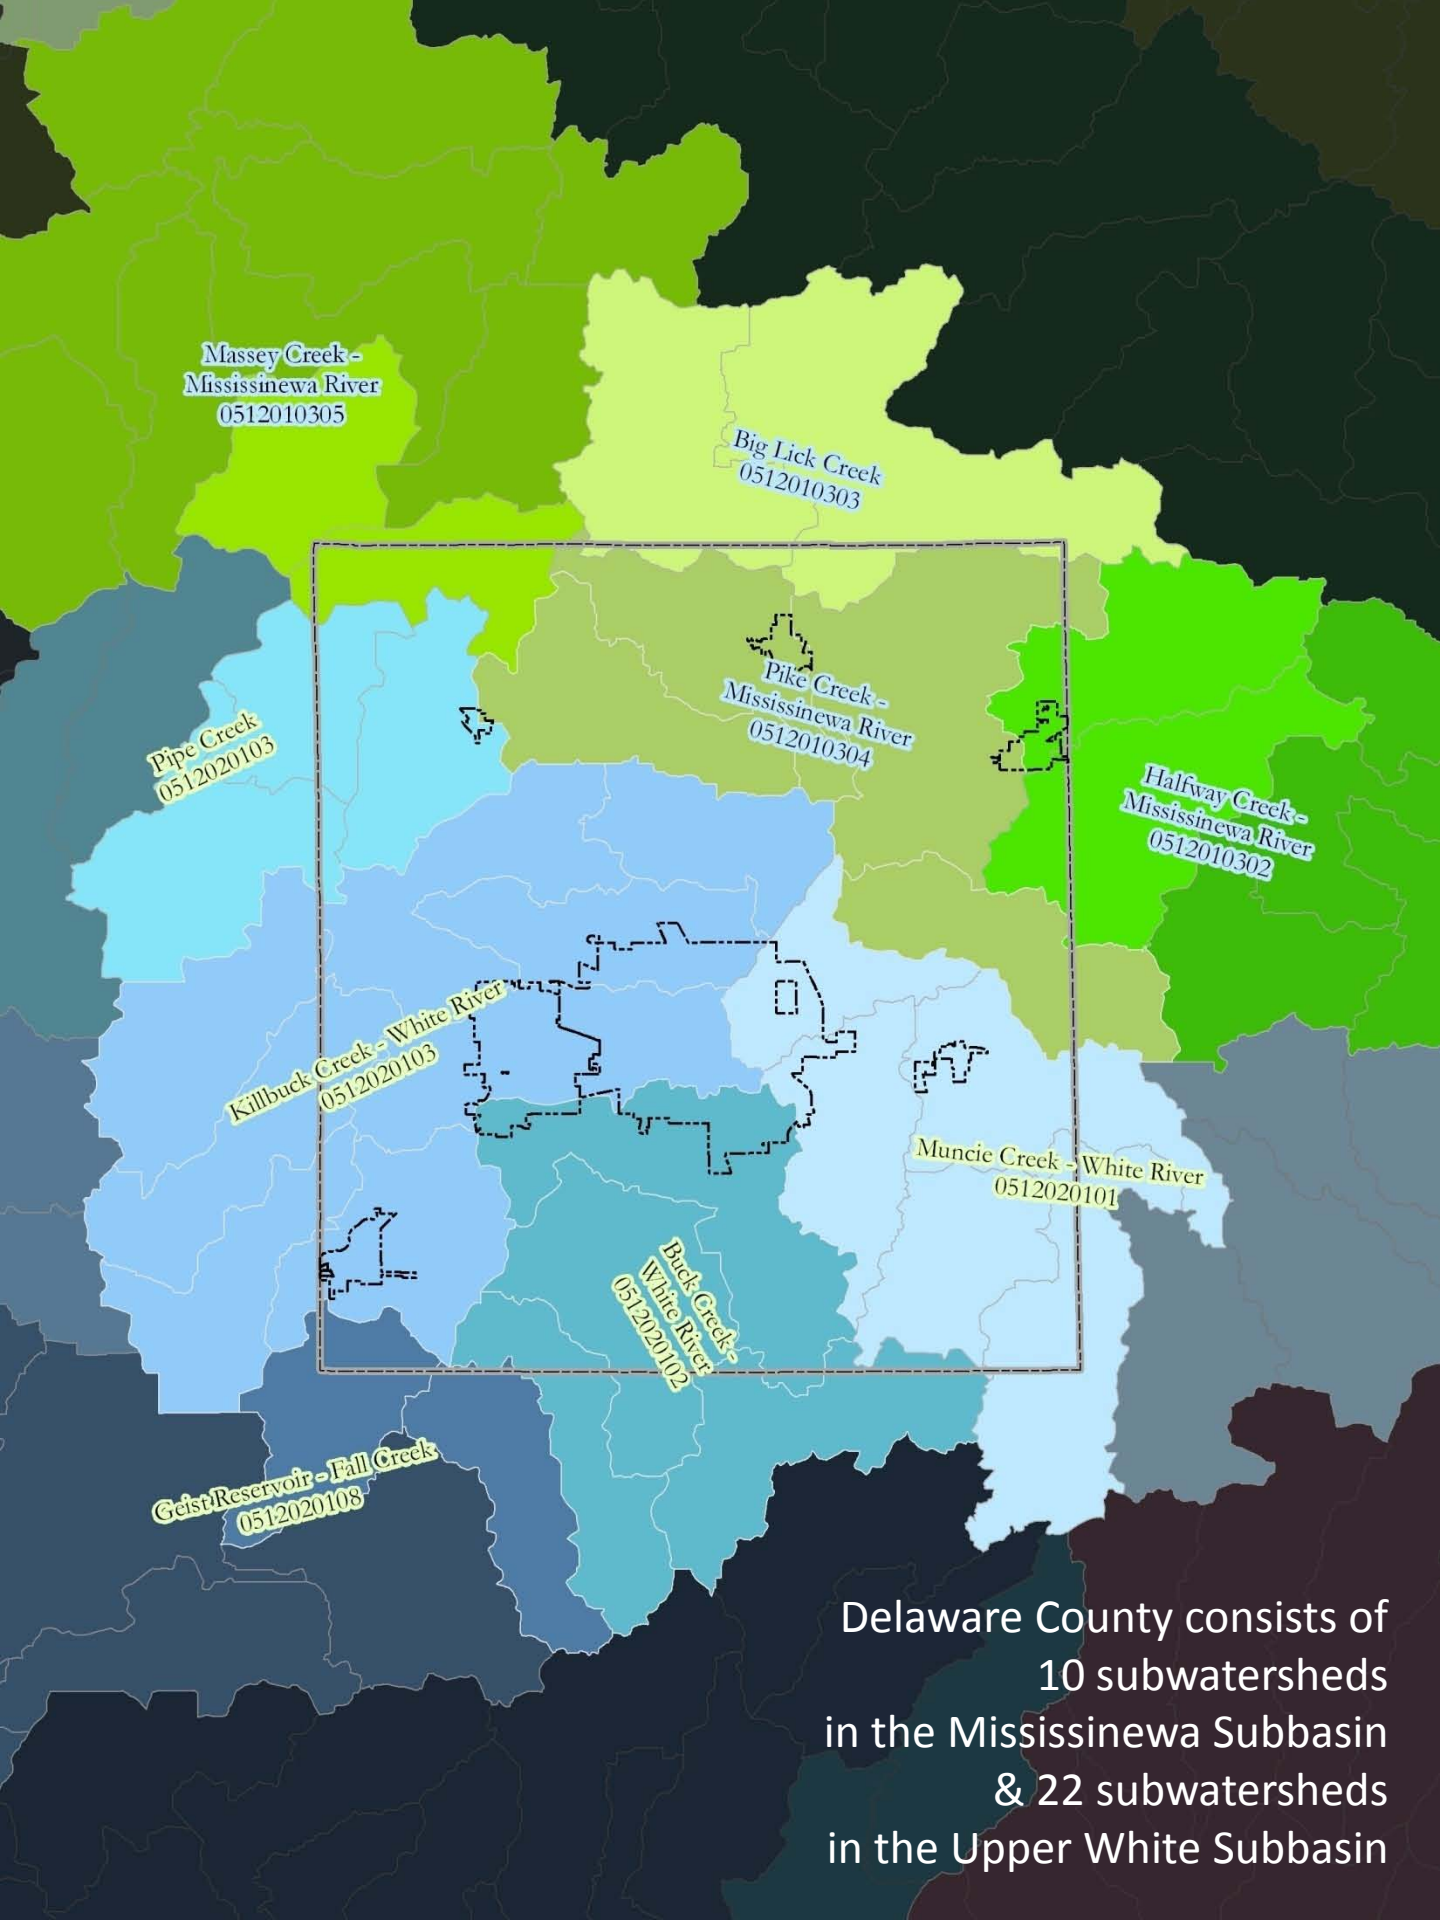 Massey Creek -
Mississinewa River
0512010305
Big Lick Creek
0512010303
Pike Creek -
Mississinewa River
0512010304
Pipe Creek
0512020103
Halfway Creek -
Mississinewa River
0512010302
Killbuck Creek - White River
0512020103
Muncie Creek - White River
0512020101
Buck Creek -
White River
0512020102
Geist Reservoir - Fall Creek
0512020108
Delaware County consists of
10 subwatersheds
in the Mississinewa Subbasin
& 22 subwatersheds
in the Upper White Subbasin